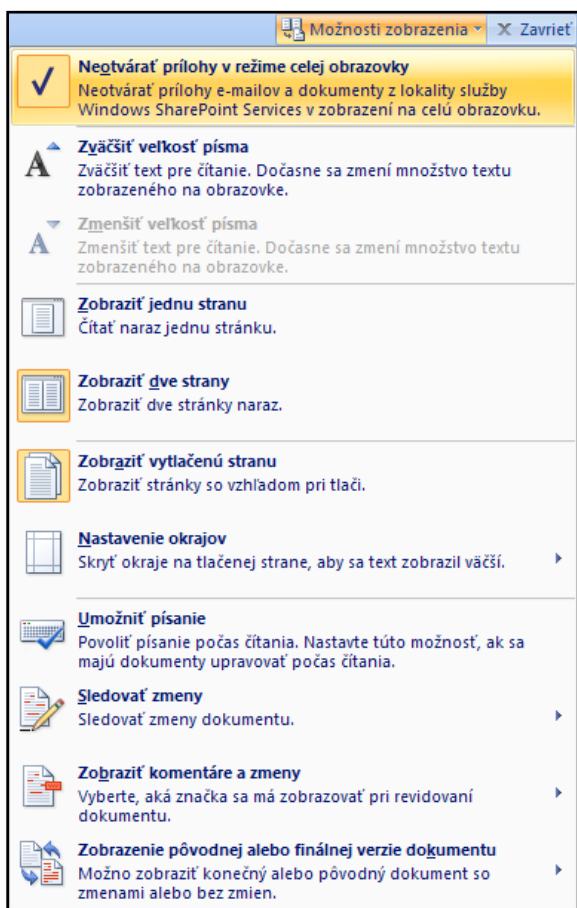 Možnosti zobrazenia
X Zavrieť
Neotvárať prílohy v režime celej obrazovky
Neotvárať prílohy e-mailov a dokumenty z lokality služby
Windows SharePoint Services v zobrazení na celú obrazovku.
Zväčšiť veľkosť písma
Zväčšiť text pre čítanie. Dočasne sa zmení množstvo textu
zobrazeného na obrazovke.
Zmenšiť veľkosť písma
Zmenšiť text pre čítanie. Dočasne sa zmení množstvo textu
zobrazeného na obrazovke.
Zobraziť jednu stranu
Čítať naraz jednu stránku.
Zobraziť dve strany
Zobraziť dve stránky naraz.
Zobraziť vytlačenú stranu
Zobraziť stránky so vzhľadom pri tlači.
Nastavenie okrajov
Skryť okraje na tlačenej strane, aby sa text zobrazil väčší.
Umožniť písanie
Povoliť písanie počas čítania. Nastavte túto možnosť, ak sa
majú dokumenty upravovať počas čítania.
Sledovať zmeny
Sledovať zmeny dokumentu.
Zobraziť komentáre a zmeny
Vyberte, aká značka sa má zobrazovať pri revidovaní
dokumentu.
Zobrazenie pôvodnej alebo finálnej verzie dokumentu
Možno zobraziť konečný alebo pôvodný dokument so
zmenami alebo bez zmien.